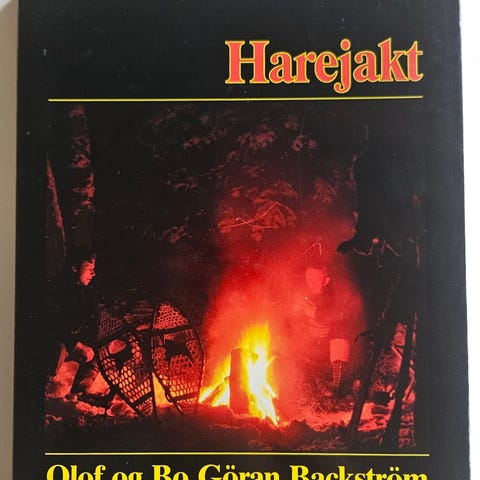 Harejakt
Olof og Bo Göran Backström